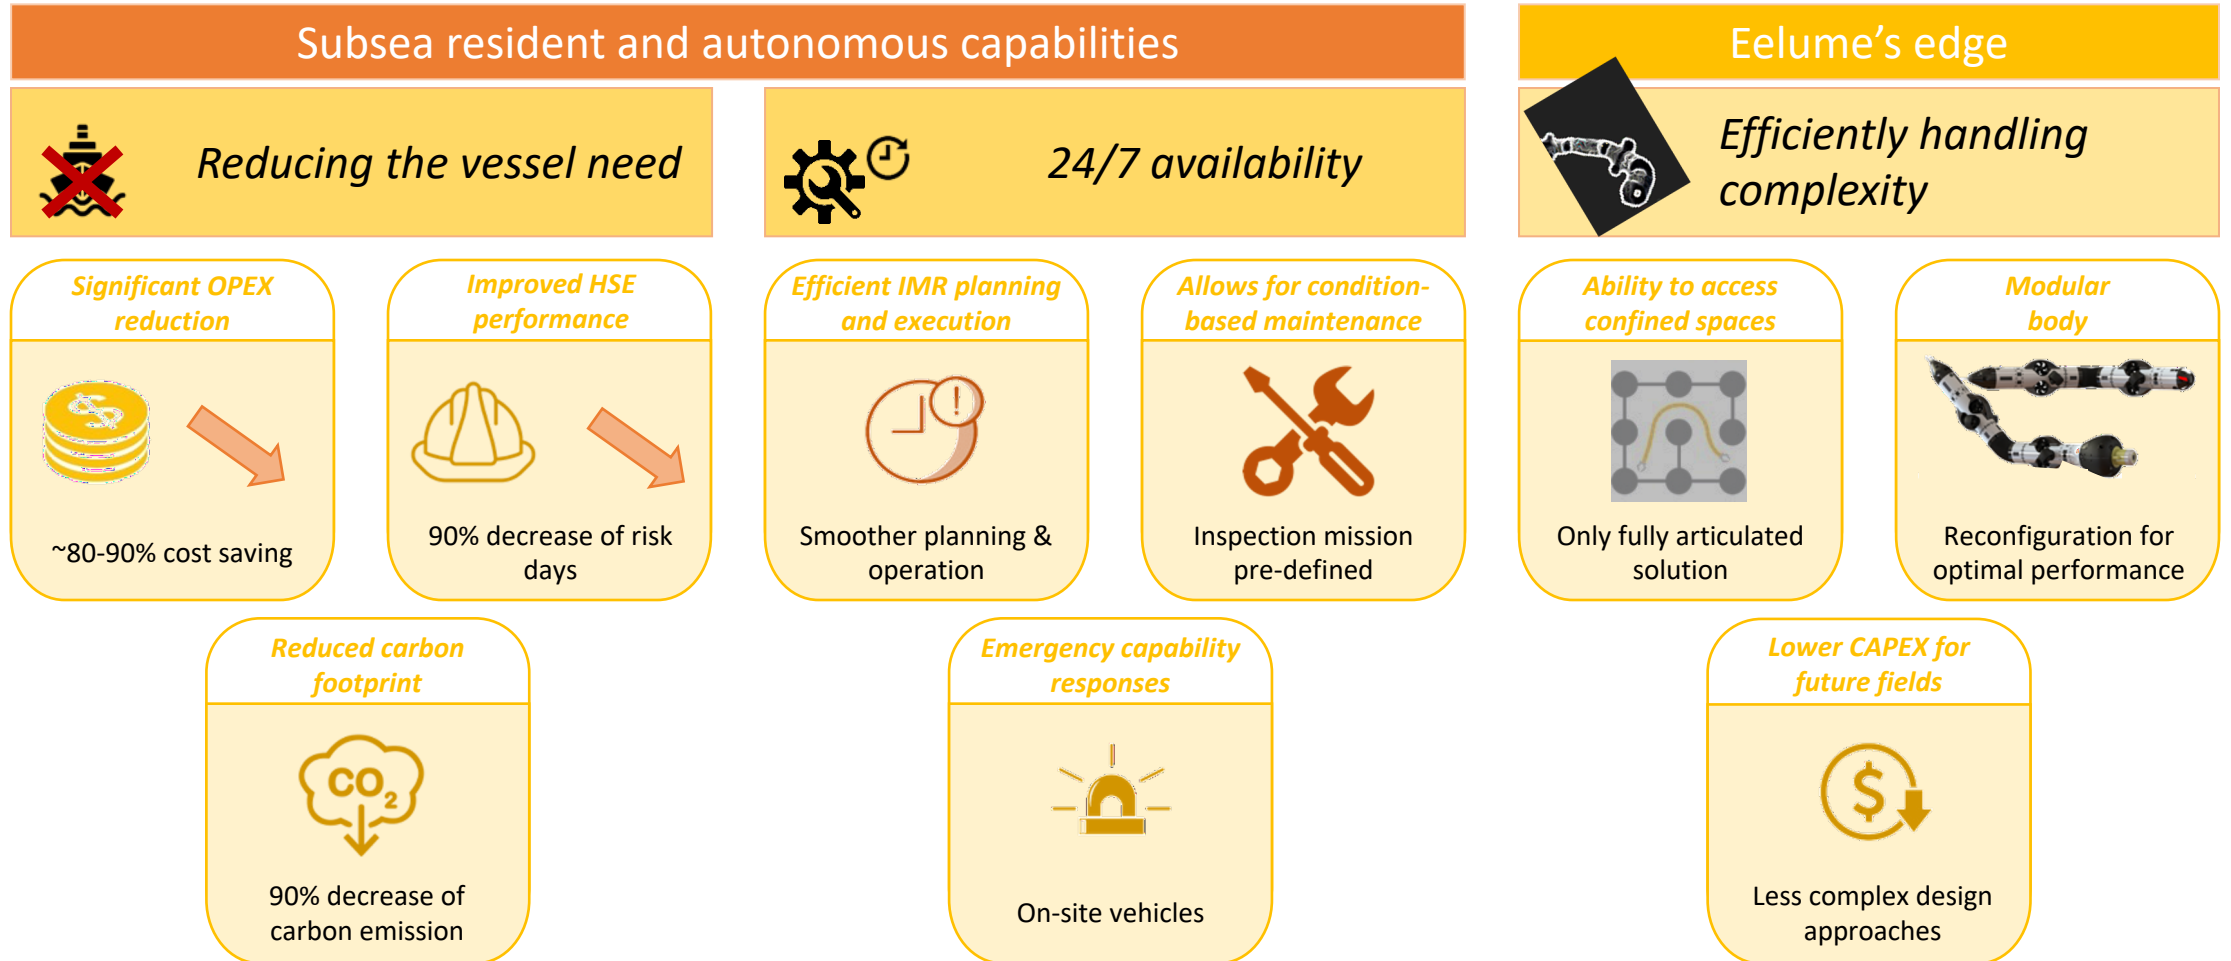 Subsea resident and autonomous capabilities
Eelume’s edge
Reducing the vessel need
24/7 availability
Efficiently handling
complexity
Significant OPEX
reduction
~80-90% cost saving
Improved HSE
performance
90% decrease of risk
days
Efficient IMR planning
and execution
Smoother planning &
operation
Allows for condition-
based maintenance
Inspection mission
pre-defined
Ability to access
confined spaces
Only fully articulated
solution
Modular
body
Reconfiguration for
optimal performance
Reduced carbon
footprint
CO2
90% decrease of
carbon emission
Emergency capability
responses
On-site vehicles
Lower CAPEX for
future fields
$
Less complex design
approaches